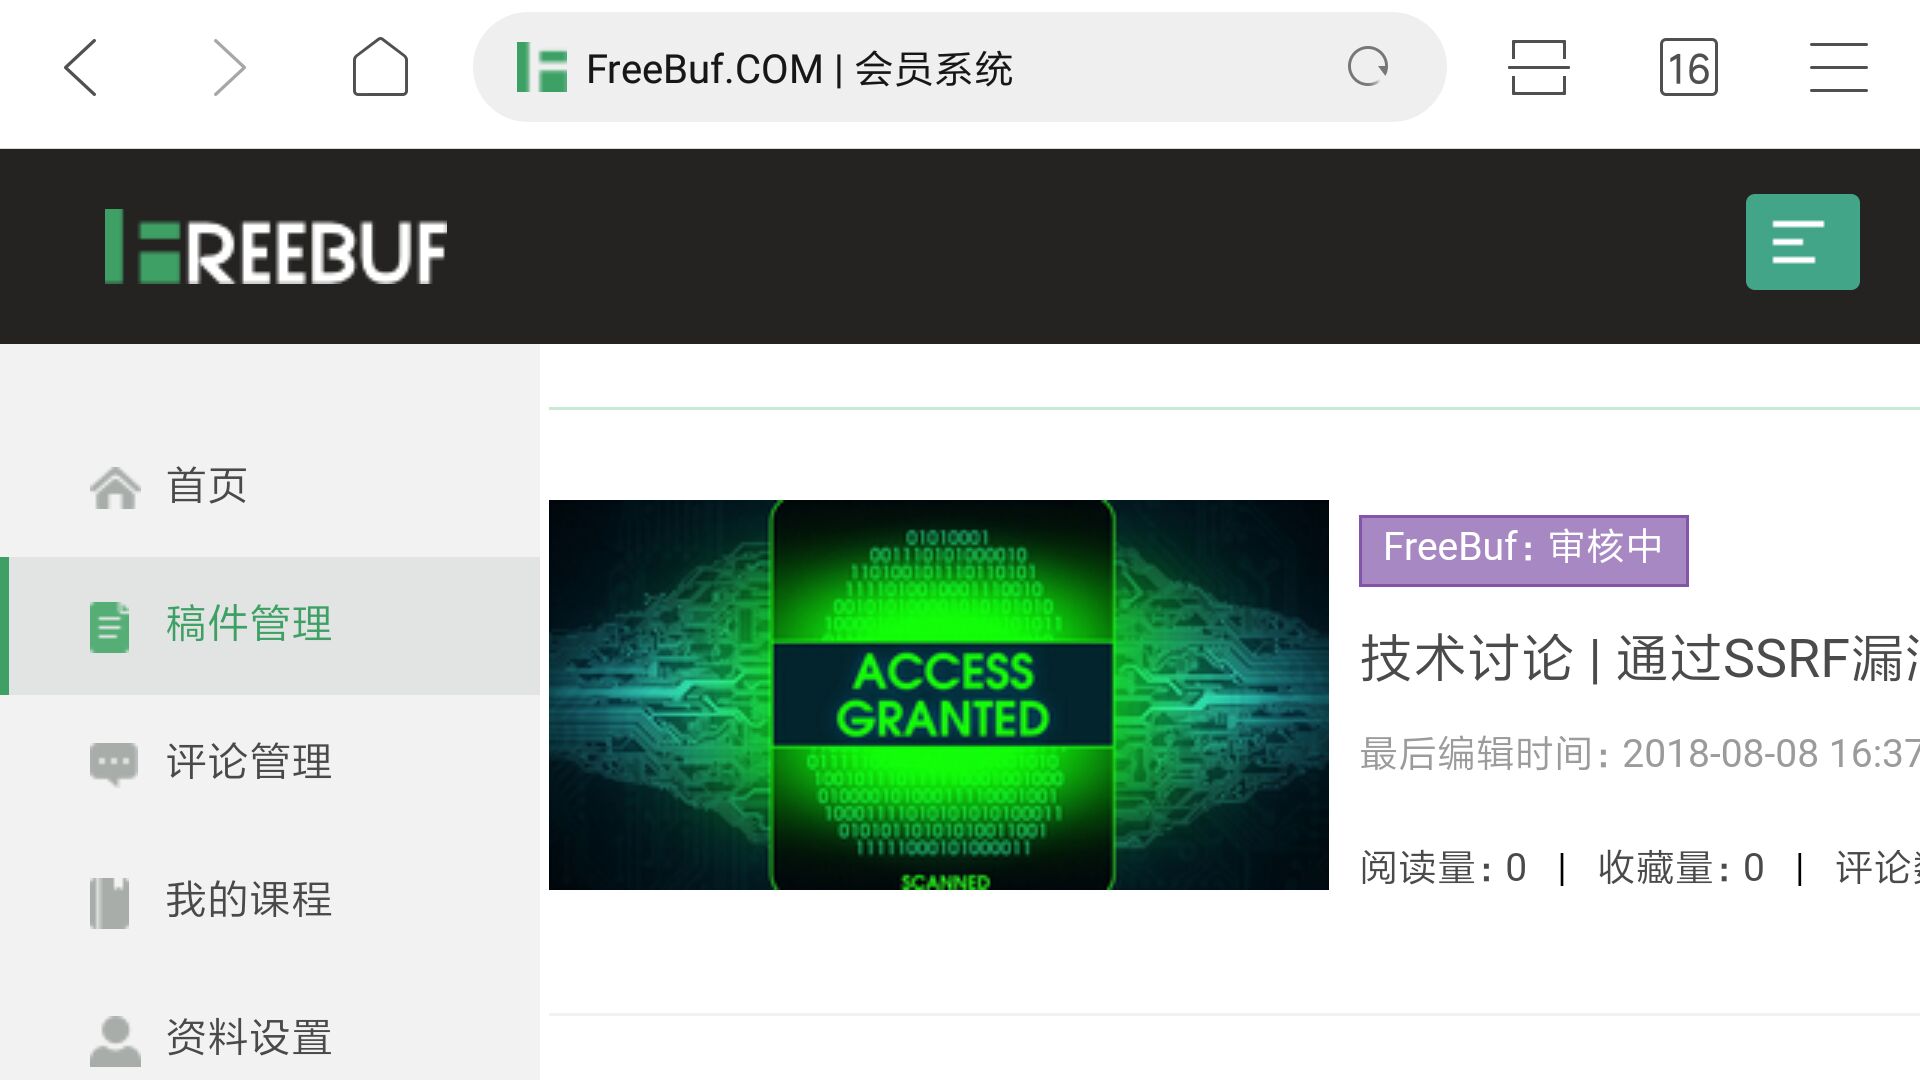 FreeBuf.COM | 会员系统
16
FREEBUF
首页
稿件管理
评论管理
我的课程
资料设置
01010001
ACCESS
GRANTED
SCANNED
FreeBuf：审核中
技术讨论 | 通过SSRF漏
最后编辑时间：2018-08-08 16:37
阅读量：0 | 收藏量：0 | 评论